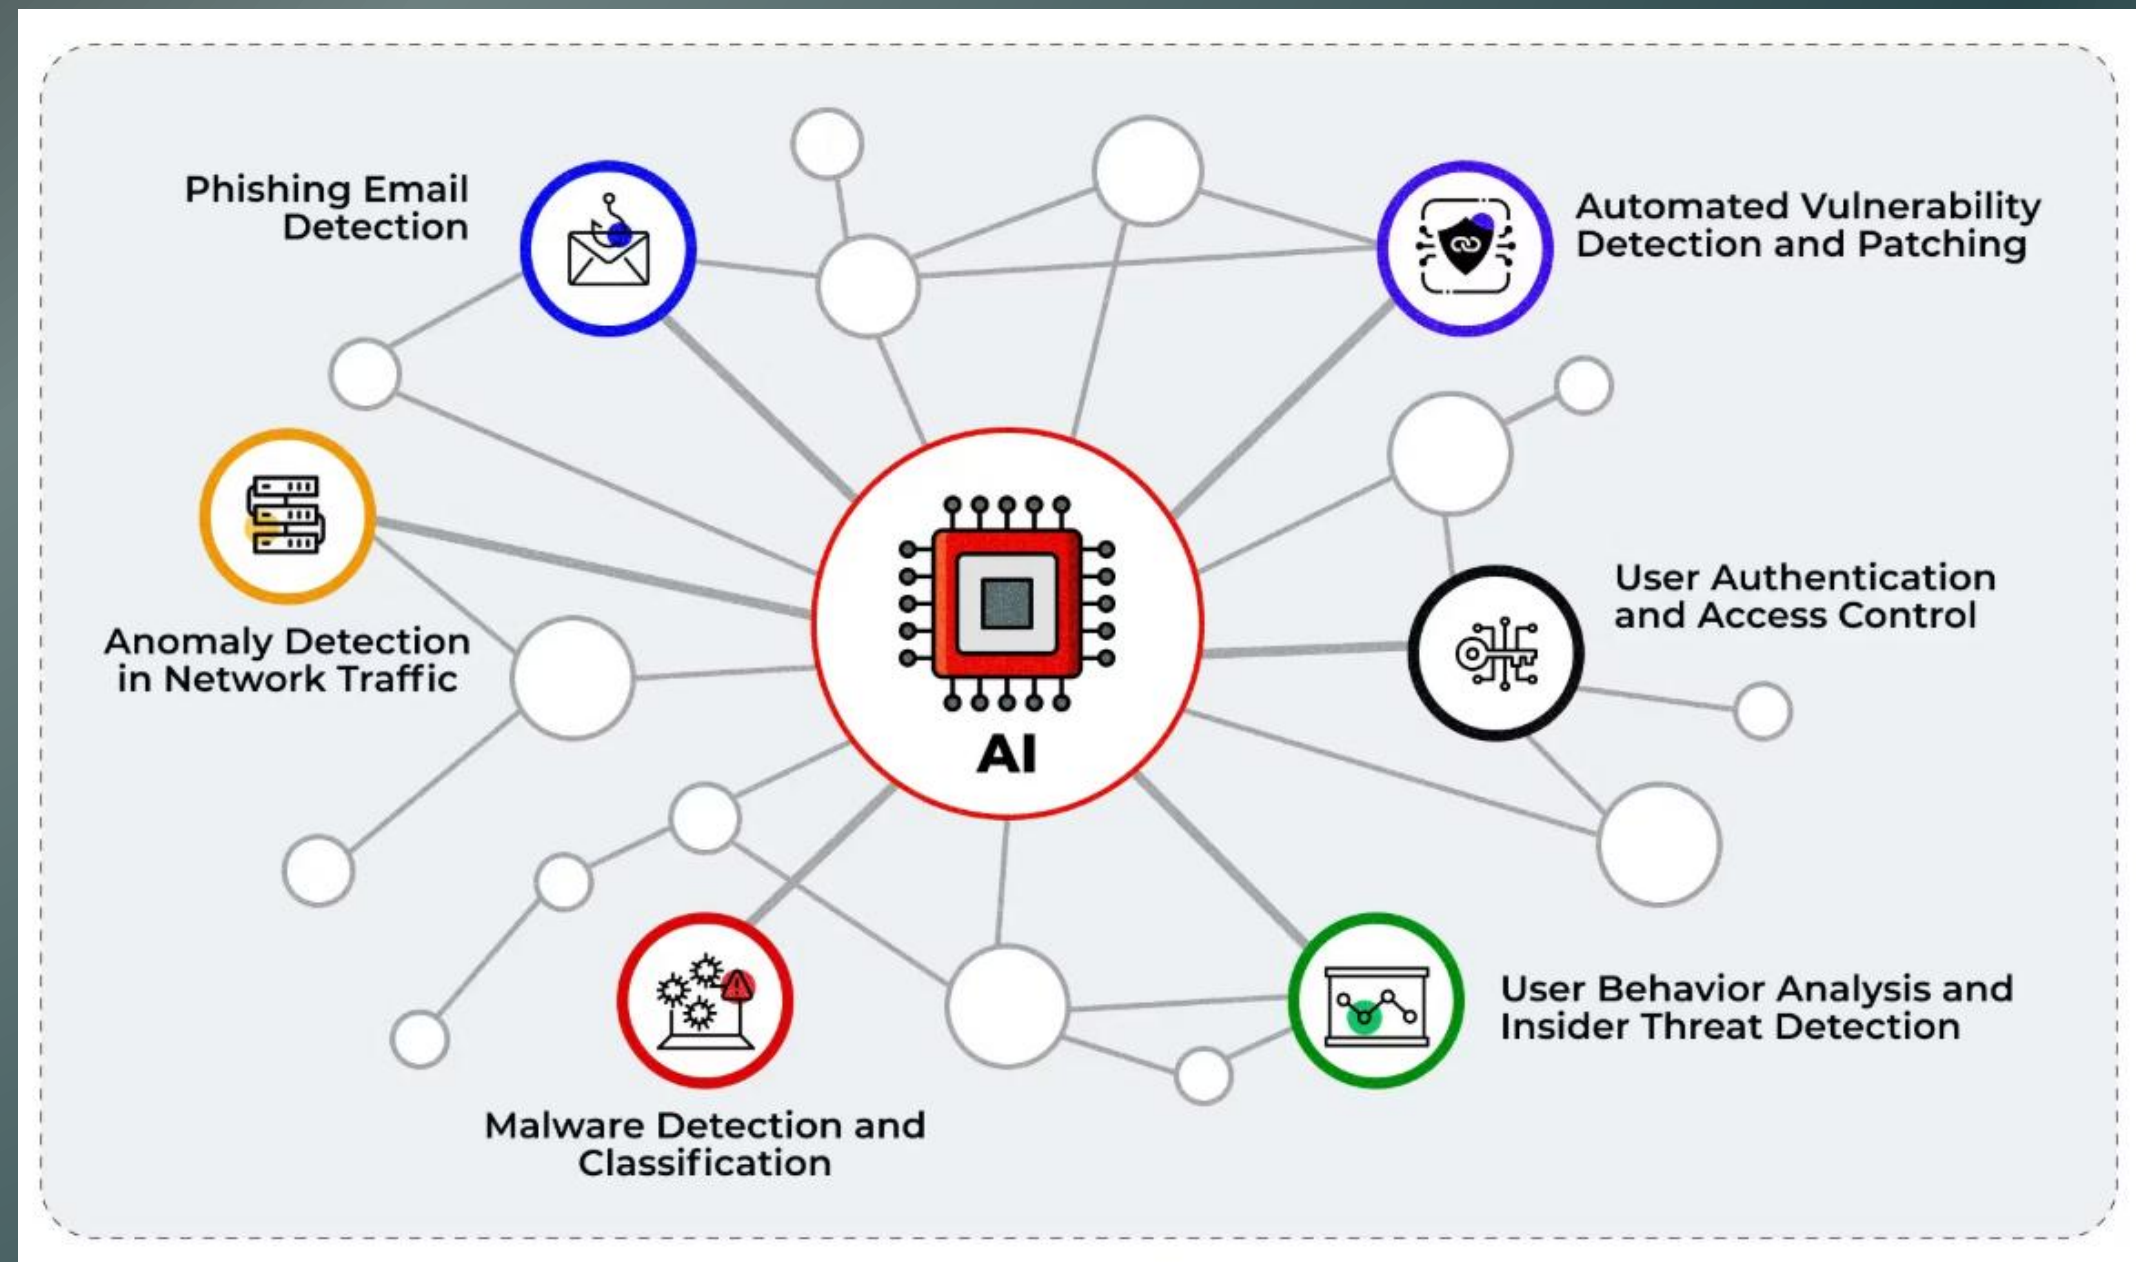 Phishing Email
Detection
Automated Vulnerability
Detection and Patching
Anomaly Detection
in Network Traffic
AI
User Authentication
and Access Control
Malware Detection and
Classification
User Behavior Analysis and
Insider Threat Detection